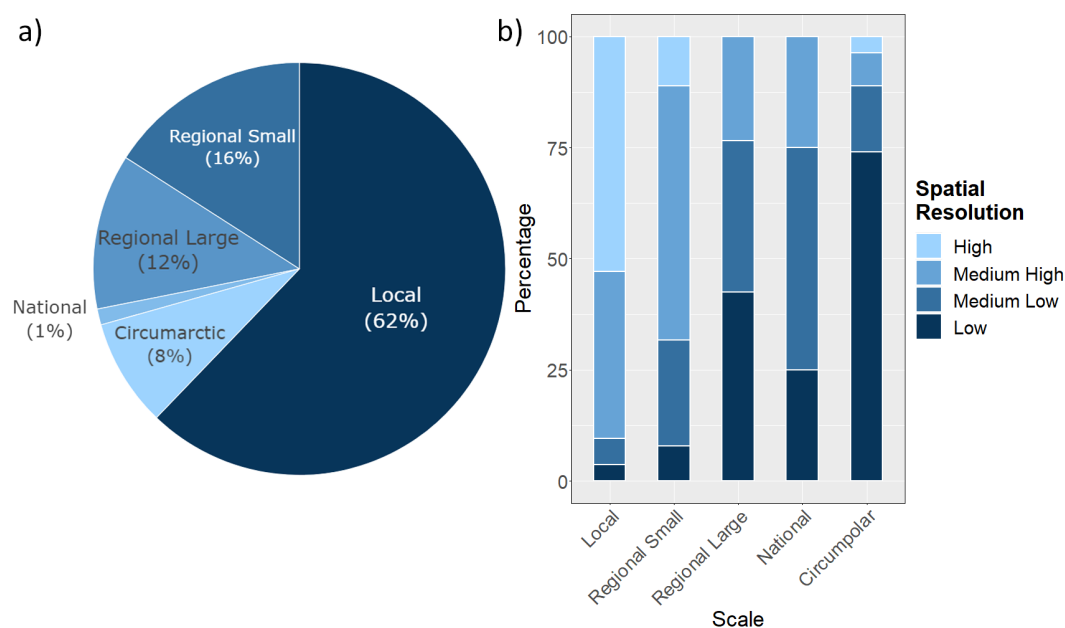 a)
Regional Small
(16%)
Regional Large
(12%)
National
(1%)
Circumarctic
(8%)
Local
(62%)
b)
100
75
50
25
0
Percentage
Local
Regional Small
Regional Large
National
Circumpolar
Scale
Spatial
Resolution
High
Medium High
Medium Low
Low